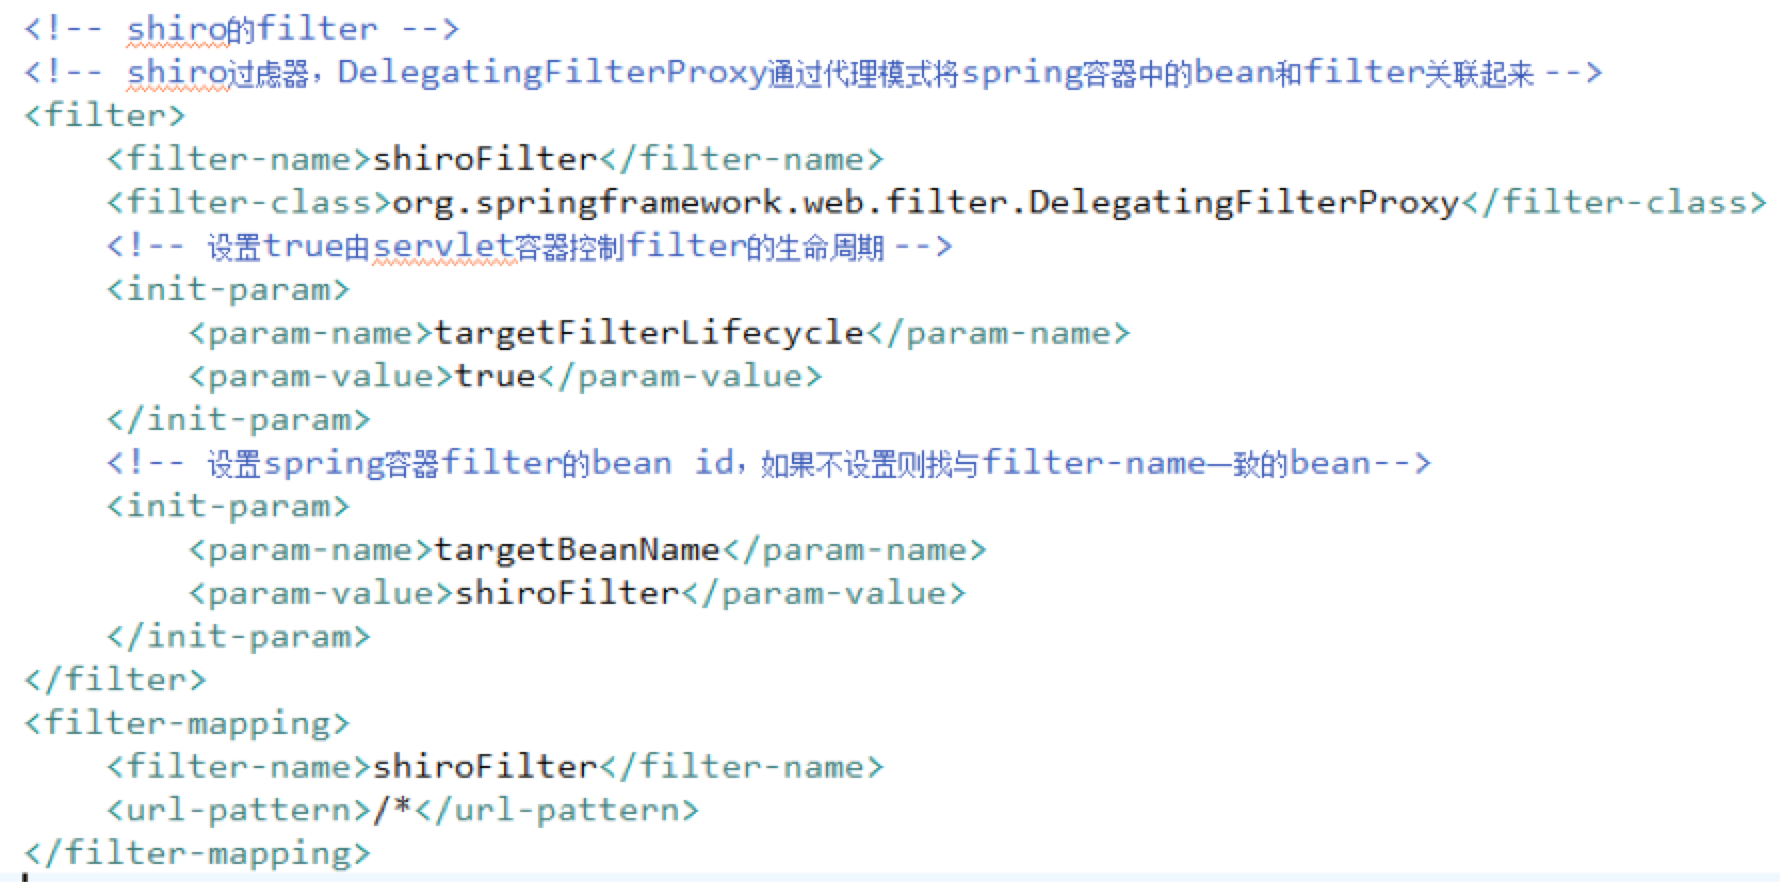 <!-- shiro的filter -->
<!-- shiro过虑器，DelegatingFilterProxy通过代理模式将spring容器中的bean和filter关联起来 -->
<filter>
    <filter-name>shiroFilter</filter-name>
    <filter-class>org.springframework.web.filter.DelegatingFilterProxy</filter-class>
    <!-- 设置true由servlet容器控制filter的生命周期 -->
    <init-param>
        <param-name>targetFilterLifecycle</param-name>
        <param-value>true</param-value>
    </init-param>
    <!-- 设置spring容器filter的bean id，如果不设置则找与filter-name一致的bean-->
    <init-param>
        <param-name>targetBeanName</param-name>
        <param-value>shiroFilter</param-value>
    </init-param>
</filter>
<filter-mapping>
    <filter-name>shiroFilter</filter-name>
    <url-pattern>/*</url-pattern>
</filter-mapping>